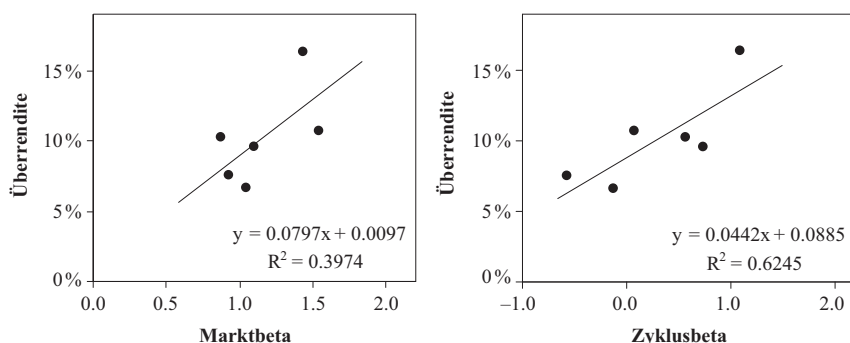 Überrendite
15%
10%
5%
0%
y = 0.0797x + 0.0097
R² = 0.3974
0.0
0.5
1.0
1.5
2.0
Marktbeta
Überrendite
15%
10%
5%
0%
y = 0.0442x + 0.0885
R² = 0.6245
–1.0
0.0
1.0
2.0
Zyklusbeta